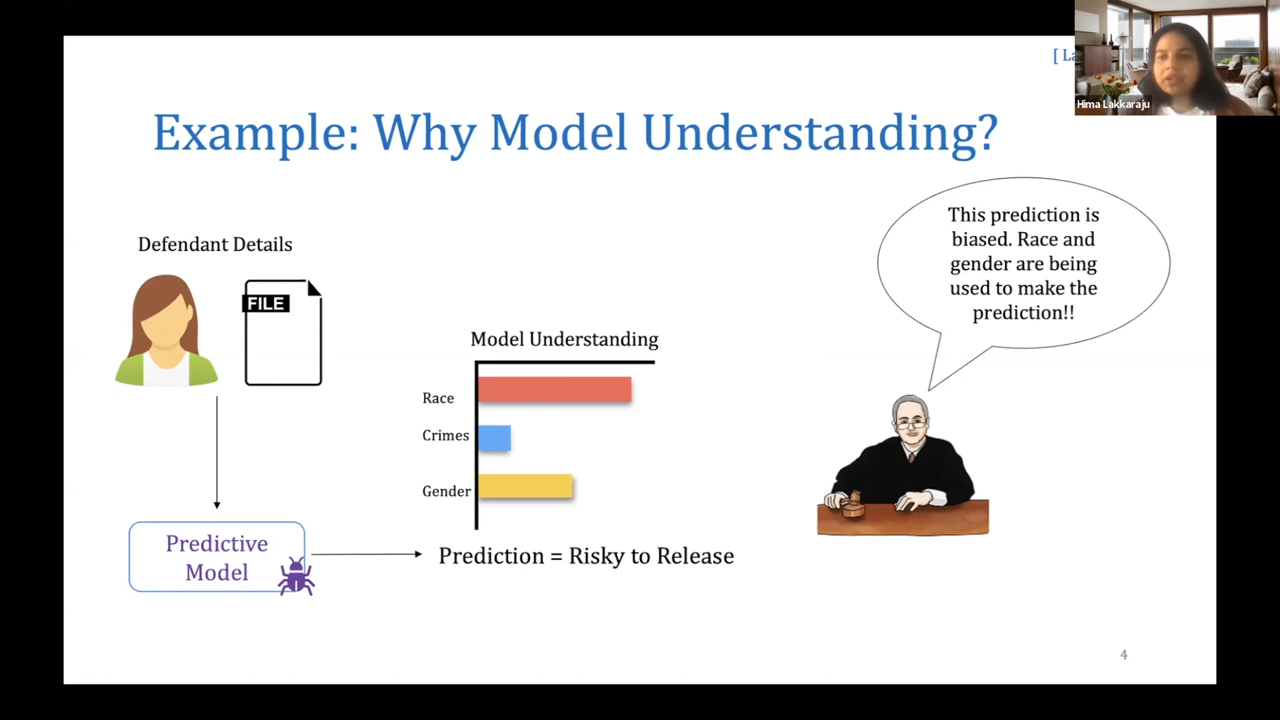 [ La
Hima Lakkaraju
Example: Why Model Understanding?
This prediction is
biased. Race and
gender are being
used to make the
prediction!!
Defendant Details
FILE
Model Understanding
Race
Crimes
Gender
Predictive
Model
Prediction = Risky to Release
4